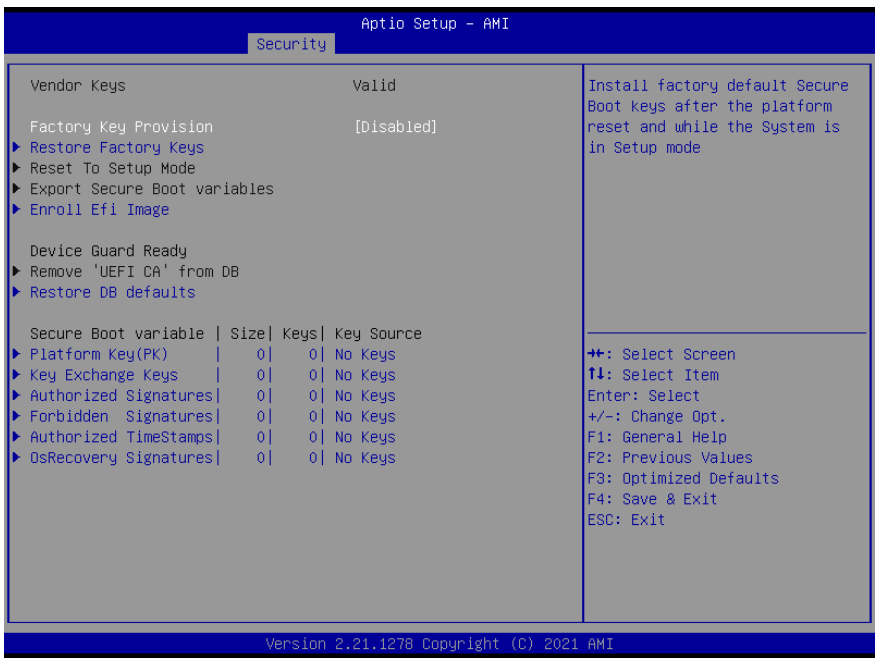 Aptio Setup - AMI
Security
Vendor Keys Valid
Factory Key Provision [Disabled]
Restore Factory Keys
Reset To Setup Mode
Export Secure Boot variables
Enroll Efi Image
Device Guard Ready
Remove 'UEFI CA' from DB
Restore DB defaults
Secure Boot variable | Size| Keys| Key Source
Platform Key(PK) | 0| 0| No Keys
Key Exchange Keys | 0| 0| No Keys
Authorized Signatures| 0| 0| No Keys
Forbidden Signatures| 0| 0| No Keys
Authorized TimeStamps| 0| 0| No Keys
OsRecovery Signatures| 0| 0| No Keys
Install factory default Secure
Boot keys after the platform
reset and while the System is
in Setup mode
→←: Select Screen
↑↓: Select Item
Enter: Select
+/-: Change Opt.
F1: General Help
F2: Previous Values
F3: Optimized Defaults
F4: Save & Exit
ESC: Exit
Version 2.21.1278 Copyright (C) 2021 AMI